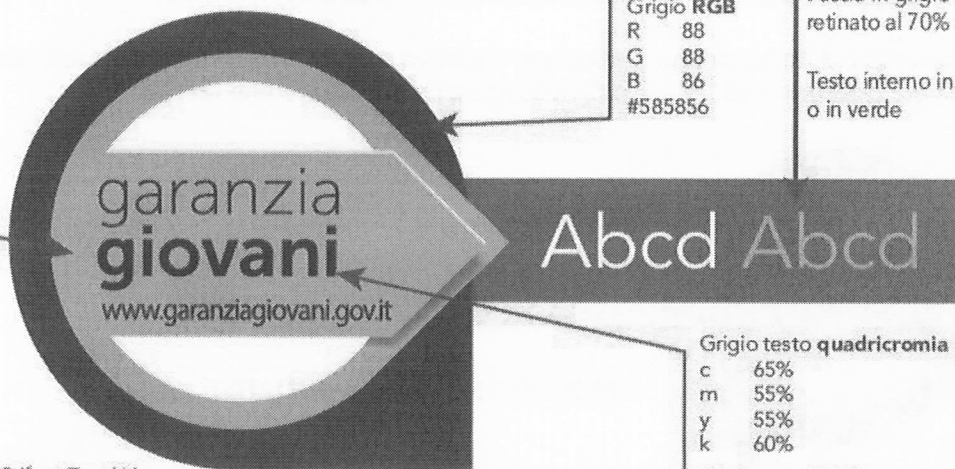 Grigio RGB
R 88
G 88
B 86
#585856
retinato al 70%
Testo interno in
o in verde
garanzia
giovani
www.garanziagiovani.gov.it
Abcd Abcd
Grigio testo quadricromia
c 65%
m 55%
y 55%
k 60%